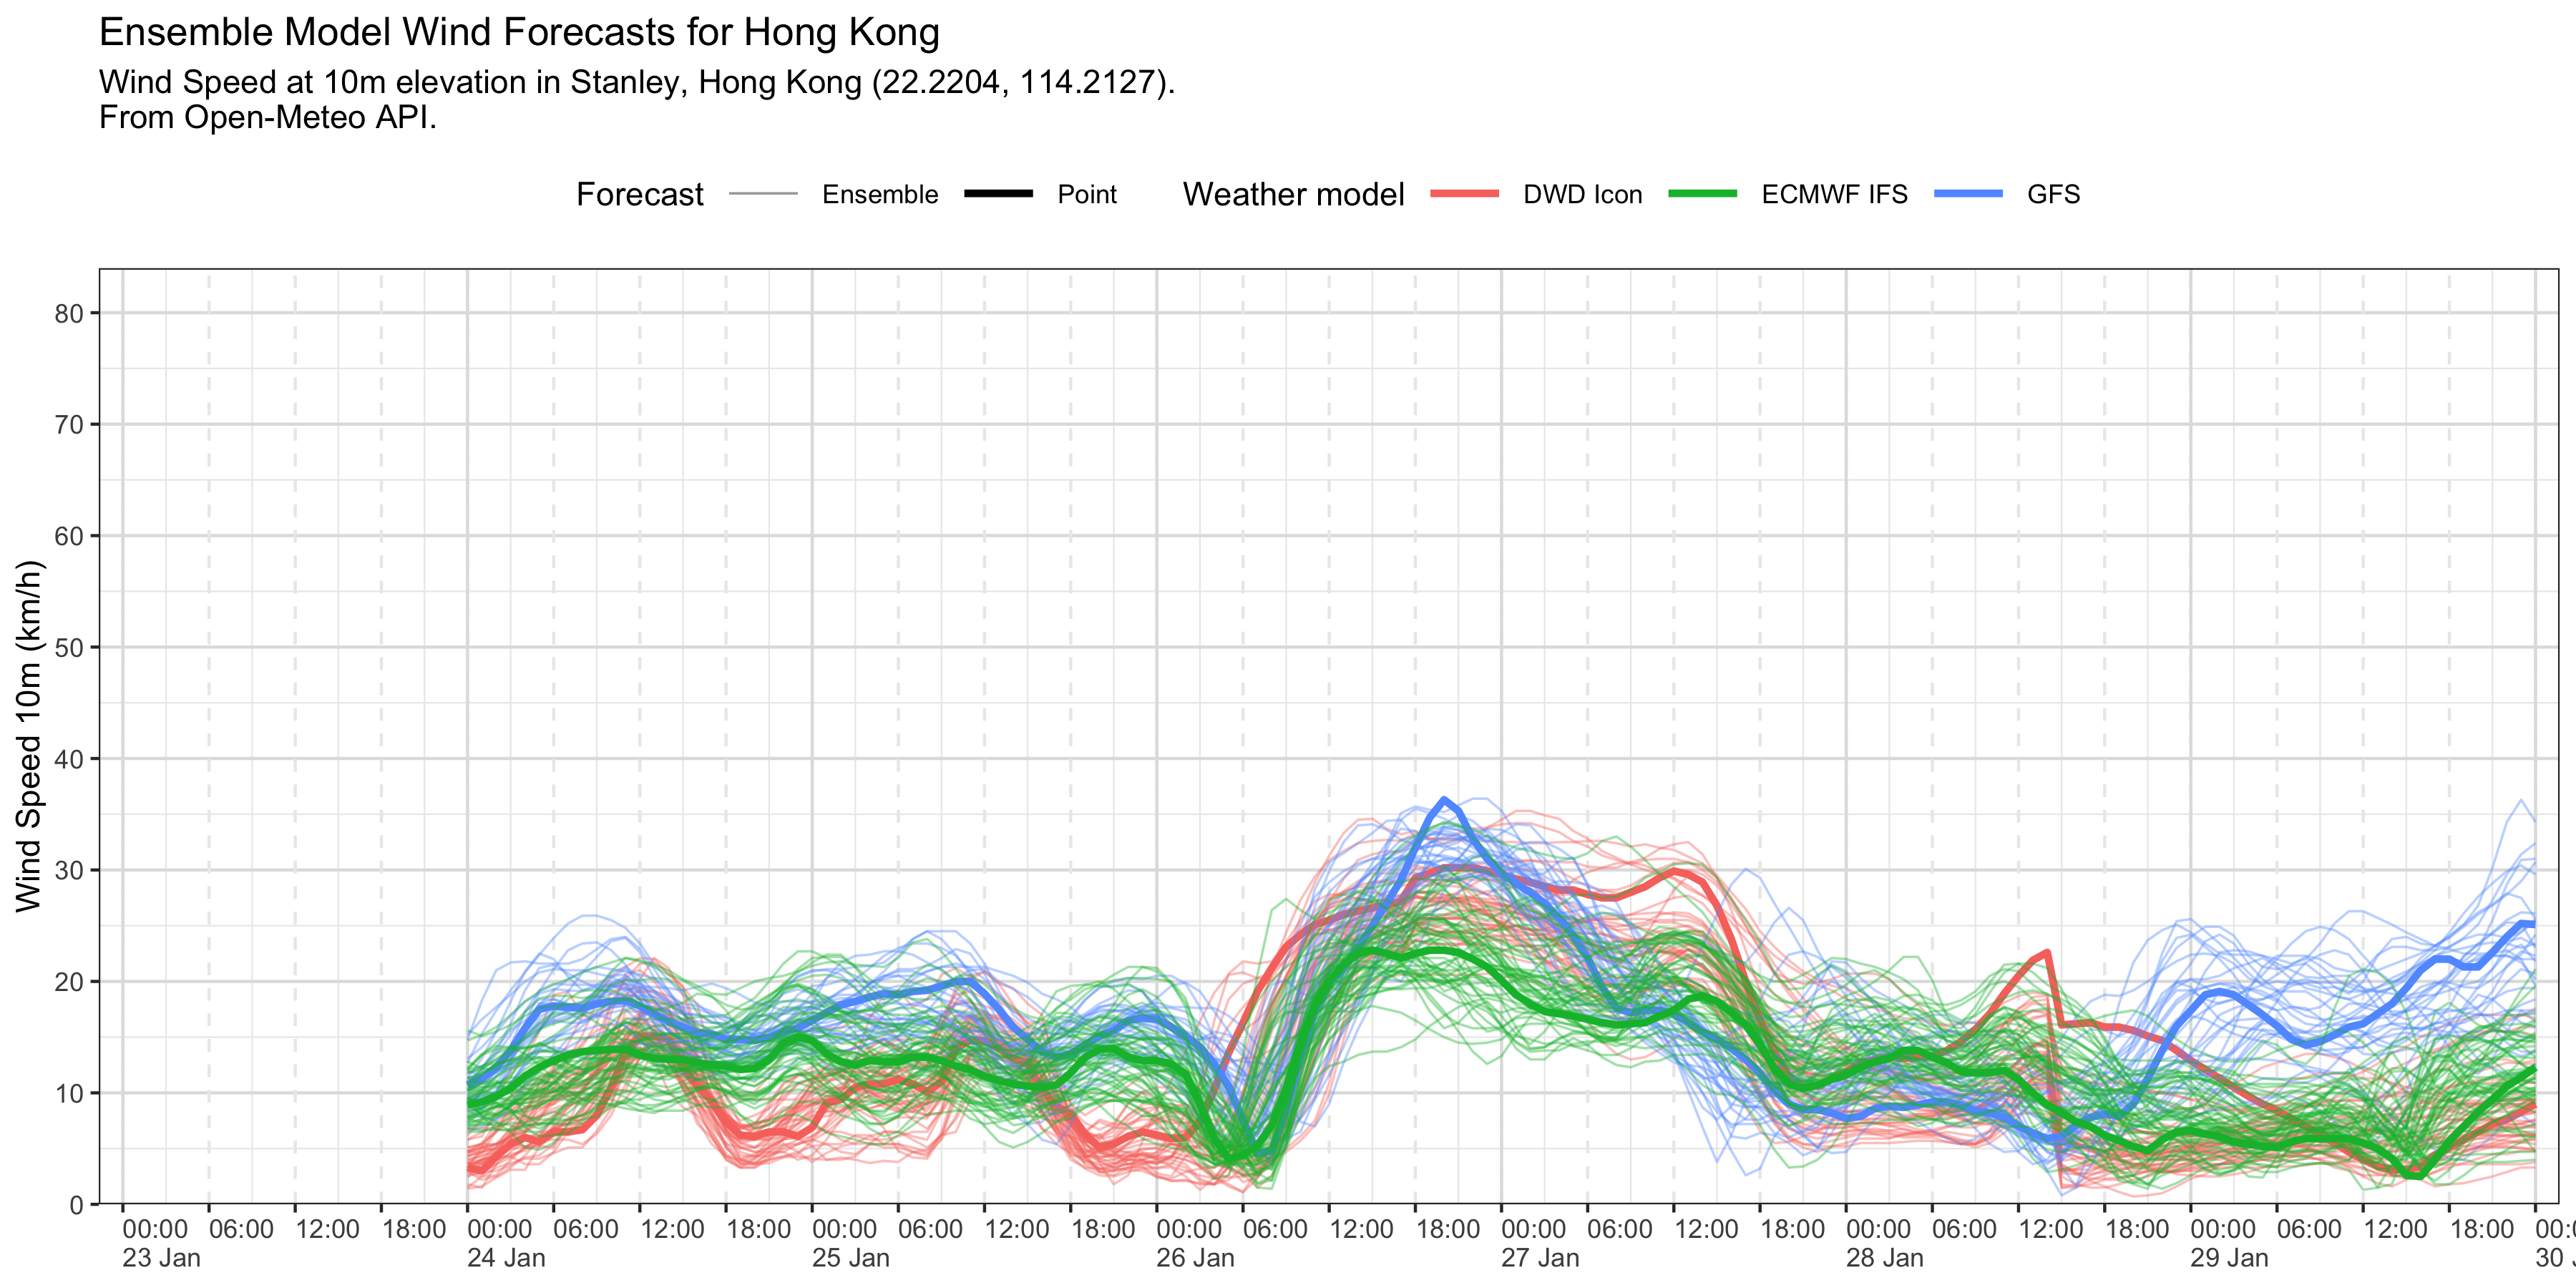 Ensemble Model Wind Forecasts for Hong Kong
Wind Speed at 10m elevation in Stanley, Hong Kong (22.2204, 114.2127).
From Open-Meteo API.
Forecast Ensemble Point Weather model DWD Icon ECMWF IFS GFS
Wind Speed 10m (km/h)
80
70
60
50
40
30
20
10
0
00:00 06:00 12:00 18:00 00:00 06:00 12:00 18:00 00:00 06:00 12:00 18:00 00:00 06:00 12:00 18:00 00:00 06:00 12:00 18:00 00:00 06:00 12:00 18:00 00:00 06:00 12:00 18:00
23 Jan 24 Jan 25 Jan 26 Jan 27 Jan 28 Jan 29 Jan 30